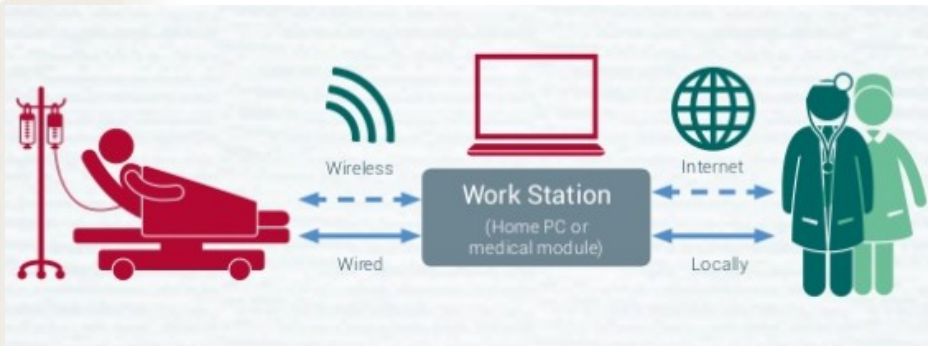 Wireless
Internet
Work Station
(Home PC or
medical module)
Wired
Locally